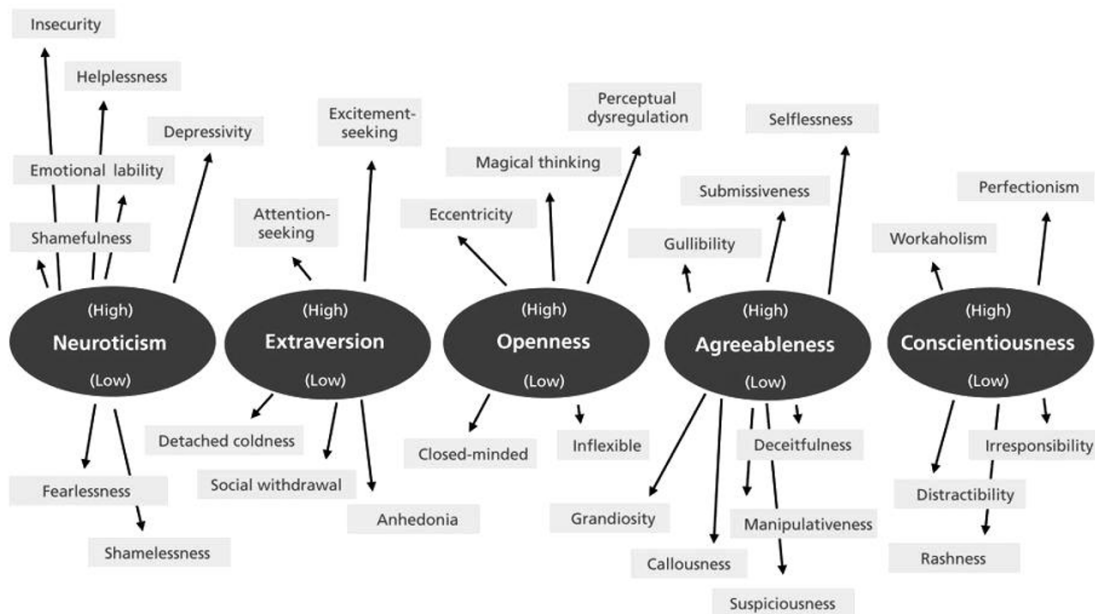 Insecurity
Helplessness
Depressivity
Emotional lability
Shamefulness
Excitement-
seeking
Attention-
seeking
Perceptual
dysregulation
Magical thinking
Eccentricity
Selflessness
Submissiveness
Gullibility
Perfectionism
Workaholism
(High)
Neuroticism
(Low)
(High)
Extraversion
(Low)
(High)
Openness
(Low)
(High)
Agreeableness
(Low)
(High)
Conscientiousness
(Low)
Fearlessness
Shamelessness
Detached coldness
Social withdrawal
Anhedonia
Closed-minded
Inflexible
Grandiosity
Callousness
Deceitfulness
Manipulativeness
Suspiciousness
Irresponsibility
Distractibility
Rashness